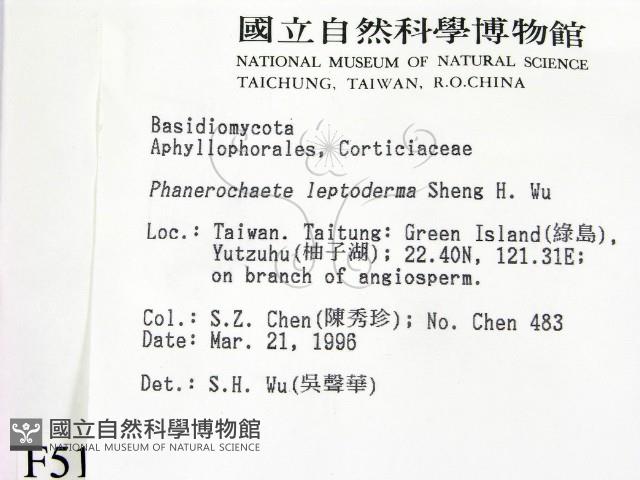 國立自然科學博物館
NATIONAL MUSEUM OF NATURAL SCIENCE
TAICHUNG, TAIWAN, R.O.CHINA
Basidiomycota
Aphyllophorales, Corticiaceae
Phanerochaete leptoderma Sheng H. Wu
Loc.: Taiwan. Taitung: Green Island(綠島),
Yutzuhu(柚子湖); 22.40N, 121.31E;
on branch of angiosperm.
Col.: S.Z. Chen(陳秀珍); No. Chen 483
Date: Mar. 21, 1996
Det.: S.H. Wu(吳聲華)
國立自然科學博物館
NATIONAL MUSEUM OF NATURAL SCIENCE